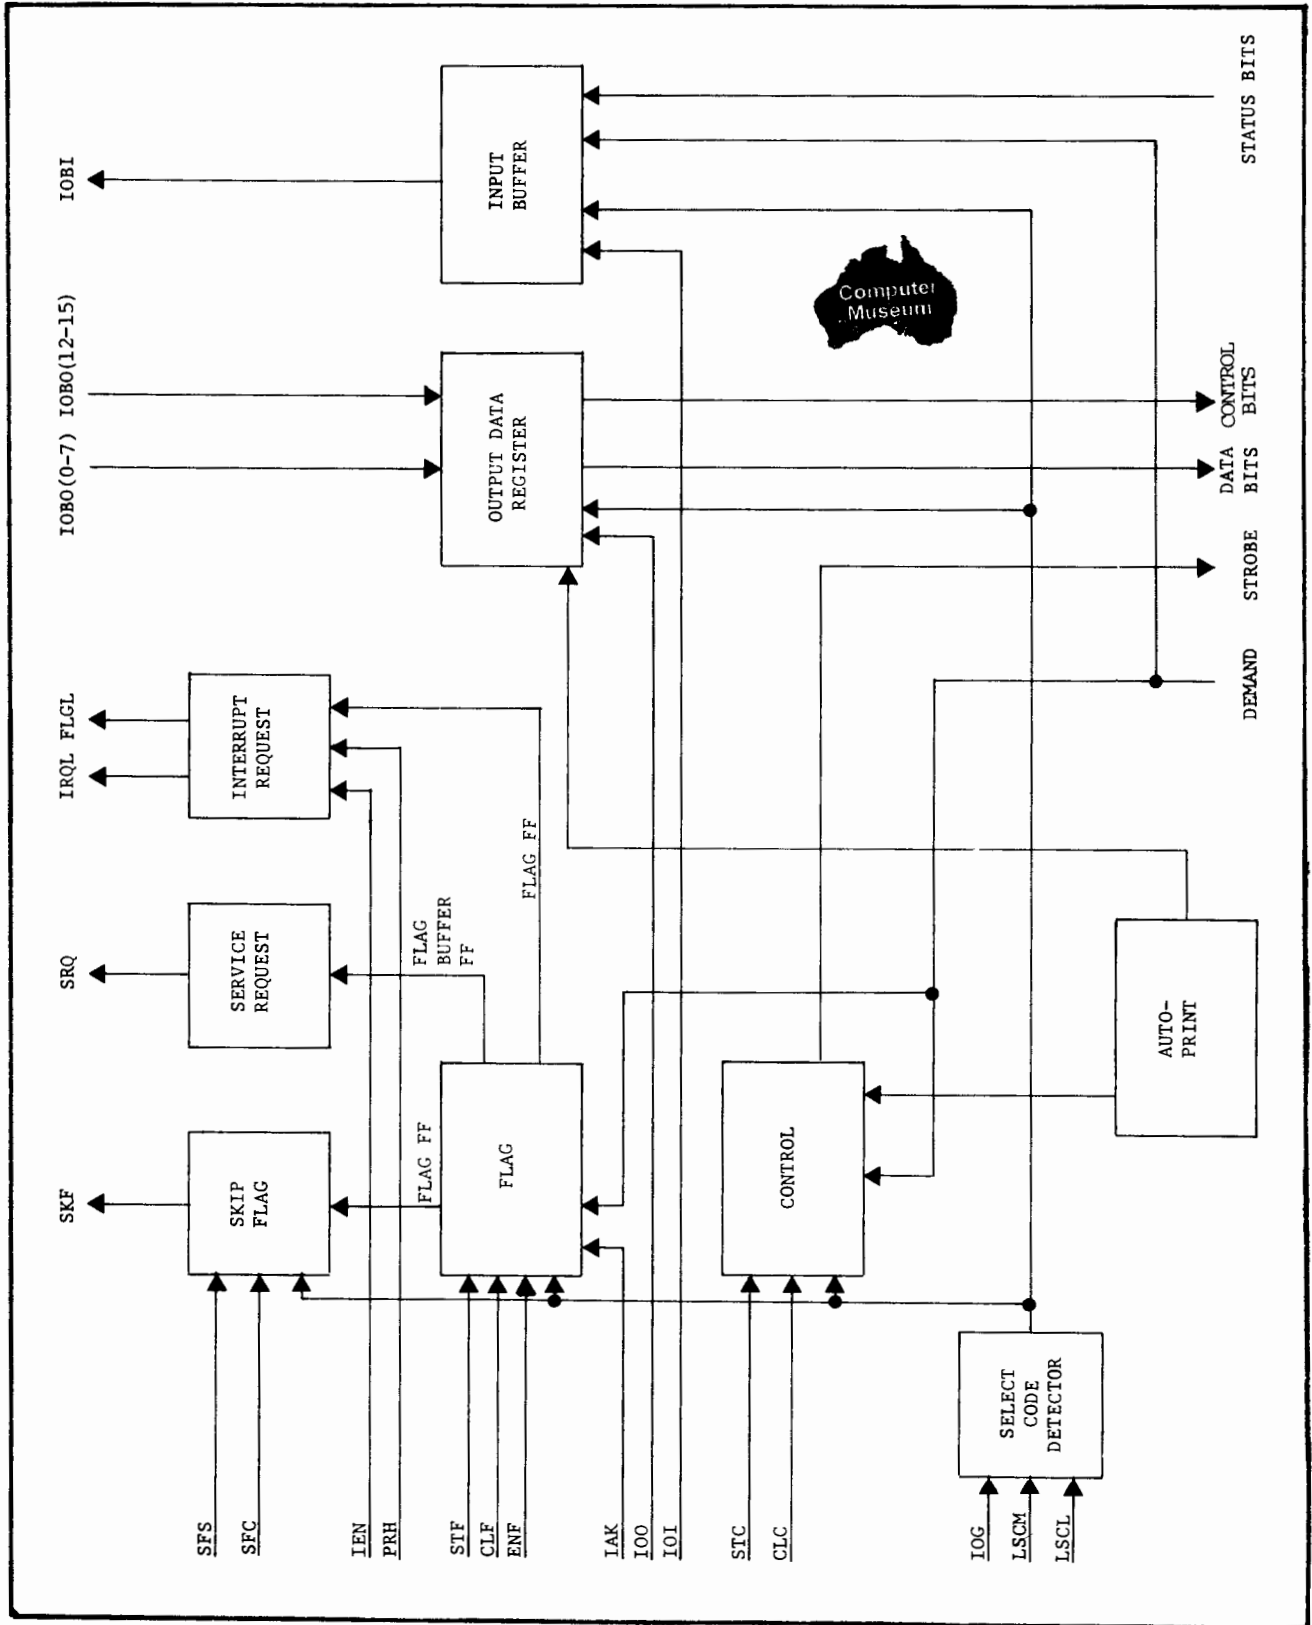 SFS
SFC
IEN
PRH
STF
CLF
ENF
IAK
IOO
IOI
STC
CLC
IOG
LSCM
LSCL
SKF
SRQ
IRQL FLGL
IOBO(0-7) IOBO(12-15)
IOBI
SKIP
FLAG
SERVICE
REQUEST
INTERRUPT
REQUEST
FLAG FF
FLAG
BUFFER
FF
FLAG FF
FLAG
OUTPUT DATA
REGISTER
INPUT
BUFFER
CONTROL
SELECT
CODE
DETECTOR
AUTO-
PRINT
Computer
Museum
DEMAND
STROBE
DATA
BITS
CONTROL
BITS
STATUS BITS